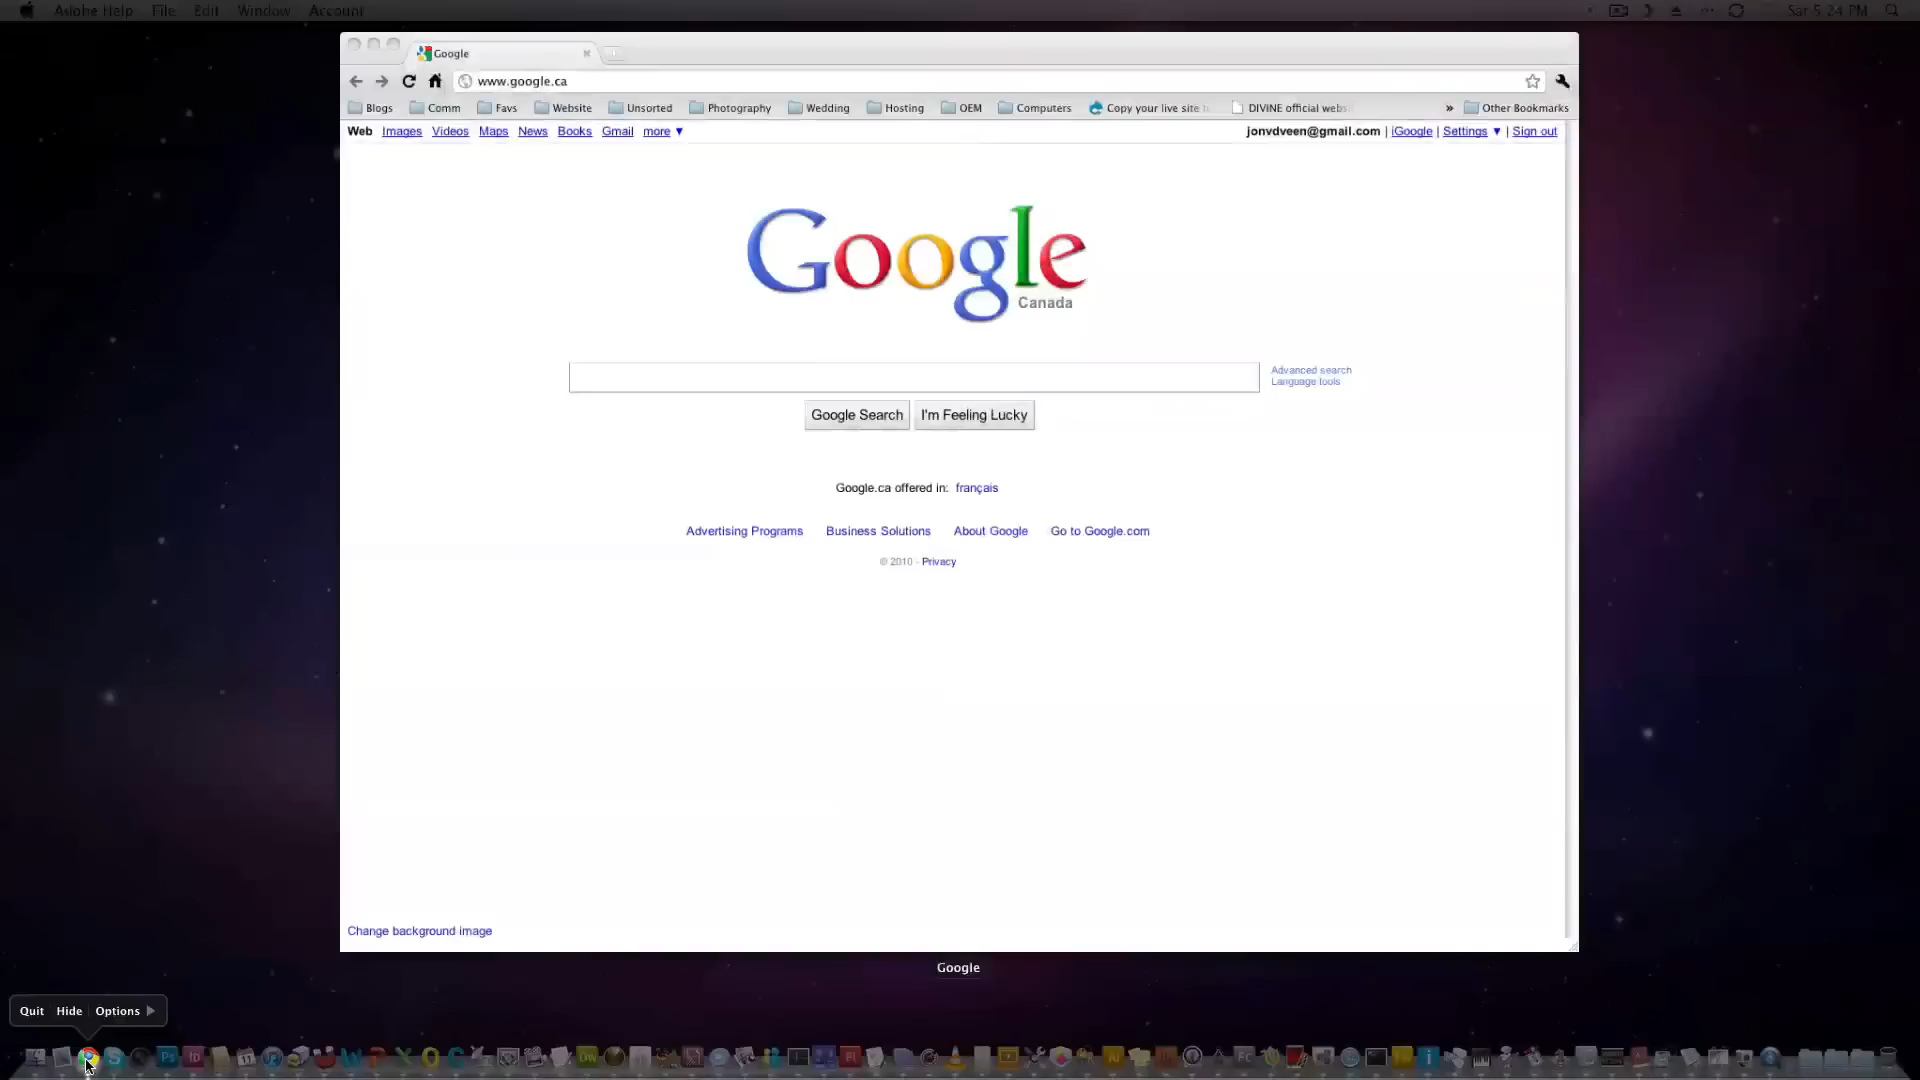 Adobe Help File Edit Window Account Sat 5:24 PM
Google
www.google.ca
Blogs Comm Favs Website Unsorted Photography Wedding Hosting OEM Computers Copy your live site DIVINE official webs » Other Bookmarks
Web Images Videos Maps News Books Gmail more ▼ jonvdveen@gmail.com | iGoogle | Settings ▼ | Sign out
Google
Canada
Advanced search
Language tools
Google Search I'm Feeling Lucky
Google.ca offered in: français
Advertising Programs Business Solutions About Google Go to Google.com
© 2010 - Privacy
Change background image
Google
Quit Hide Options ▶